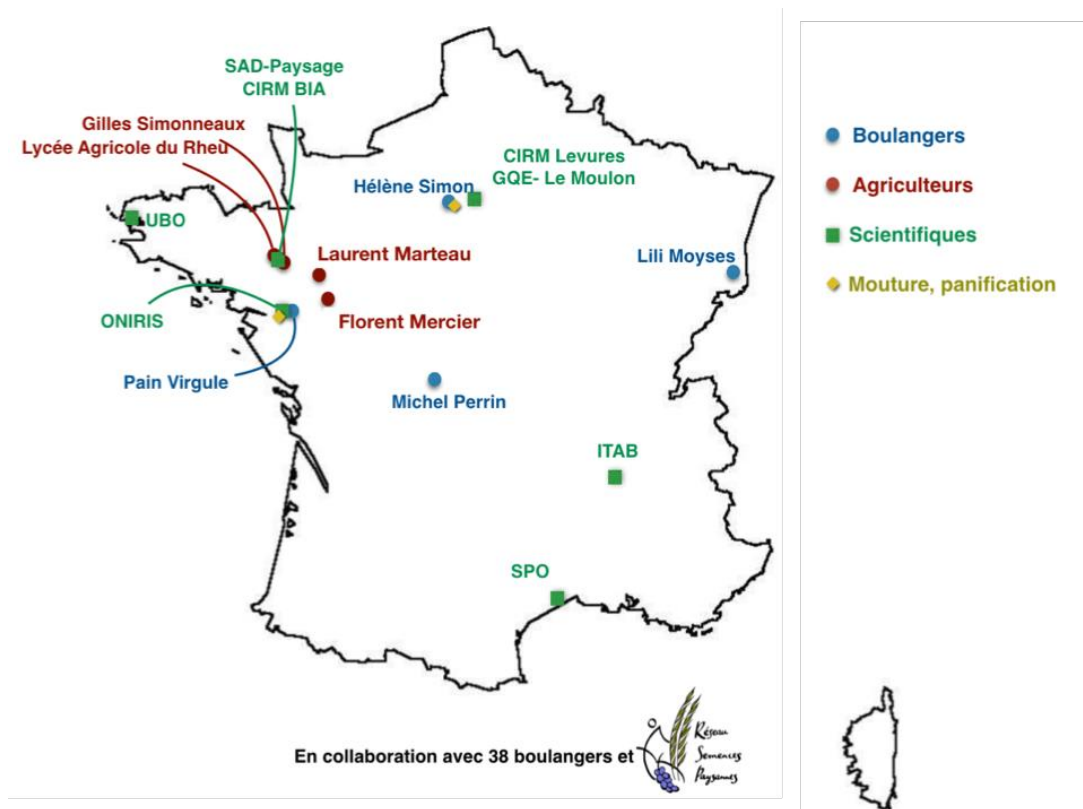 SAD-Paysage
CIRM BIA
Gilles Simonneaux
Lycée Agricole du Rheu
CIRM Levures
GQE- Le Moulon
Hélène Simon
UBO
Laurent Marteau
Lili Moyses
ONIRIS
Florent Mercier
Pain Virgule
Michel Perrin
ITAB
SPO
En collaboration avec 38 boulangers et
Réseau
Semences
Paysannes
Boulangers
Agriculteurs
Scientifiques
Mouture, panification